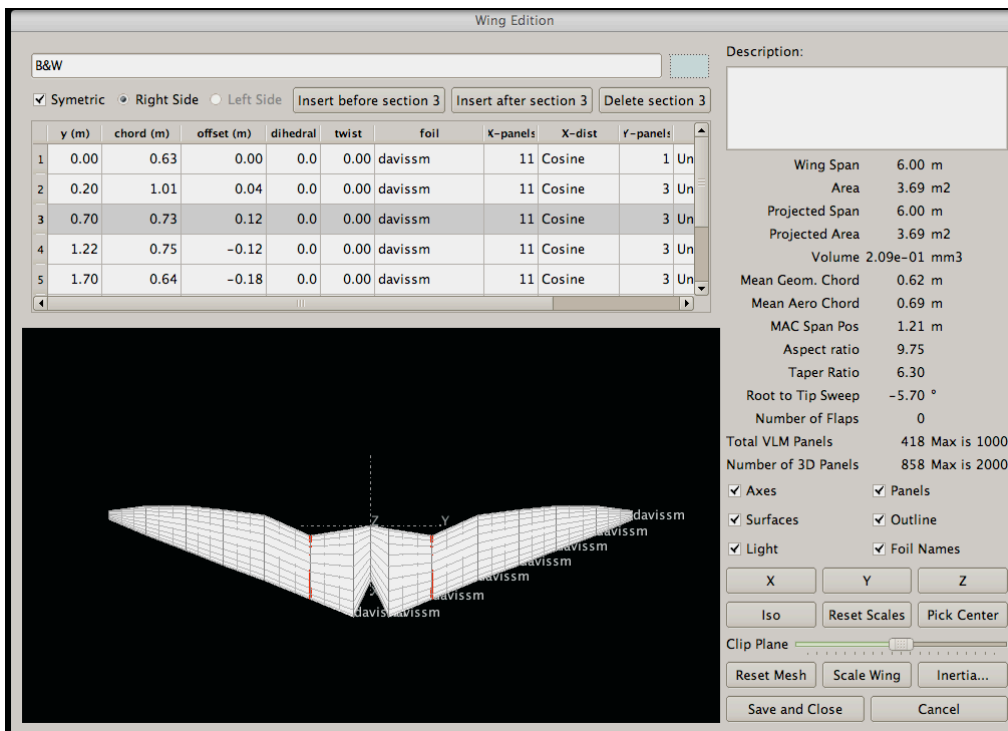 Wing Edition
B&W
Symetric Right Side Left Side Insert before section 3 Insert after section 3 Delete section 3
y (m) chord (m) offset (m) dihedral twist foil X-panels X-dist Y-panels
1 0.00 0.63 0.00 0.0 0.00 davissm 11 Cosine 1 Un
2 0.20 1.01 0.04 0.0 0.00 davissm 11 Cosine 3 Un
3 0.70 0.73 0.12 0.0 0.00 davissm 11 Cosine 3 Un
4 1.22 0.75 -0.12 0.0 0.00 davissm 11 Cosine 3 Un
5 1.70 0.64 -0.18 0.0 0.00 davissm 11 Cosine 3 Un
Description:
Wing Span 6.00 m
Area 3.69 m2
Projected Span 6.00 m
Projected Area 3.69 m2
Volume 2.09e-01 mm3
Mean Geom. Chord 0.62 m
Mean Aero Chord 0.69 m
MAC Span Pos 1.21 m
Aspect ratio 9.75
Taper Ratio 6.30
Root to Tip Sweep -5.70 °
Number of Flaps 0
Total VLM Panels 418 Max is 1000
Number of 3D Panels 858 Max is 2000
Axes Panels
Surfaces Outline
Light Foil Names
X Y Z
Iso Reset Scales Pick Center
Clip Plane
Reset Mesh Scale Wing Inertia...
Save and Close Cancel
Z Y
davissm
davissm
davissm
davissm
davissm
davissm
davissm
davissm